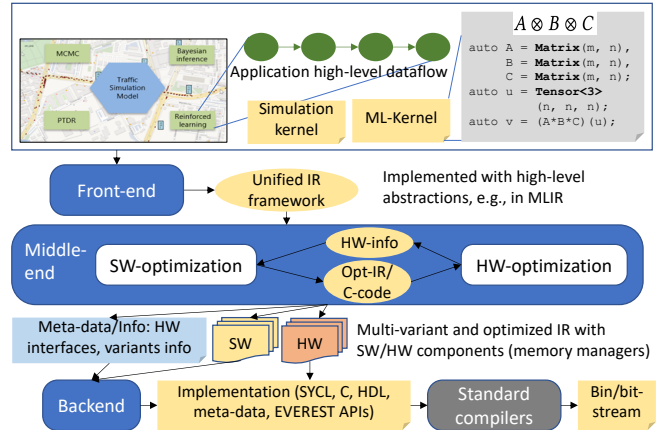 MCMC
Bayesian
inference
Traffic
Simulation
Model
PTDR
Reinforced
learning
Application high-level dataflow
Simulation
kernel
ML-Kernel
A ⊗ B ⊗ C
auto A = Matrix(m, n),
B = Matrix(m, n),
C = Matrix(m, n);
auto u = Tensor<3>
(n, n, n);
auto v = (A*B*C)(u);
Front-end
Unified IR
framework
Implemented with high-level
abstractions, e.g., in MLIR
Middle-
end
SW-optimization
HW-info
Opt-IR/
C-code
HW-optimization
Meta-data/Info: HW
interfaces, variants info
SW
HW
Multi-variant and optimized IR with
SW/HW components (memory managers)
Backend
Implementation (SYCL, C, HDL,
meta-data, EVEREST APIs)
Standard
compilers
Bin/bit-
stream